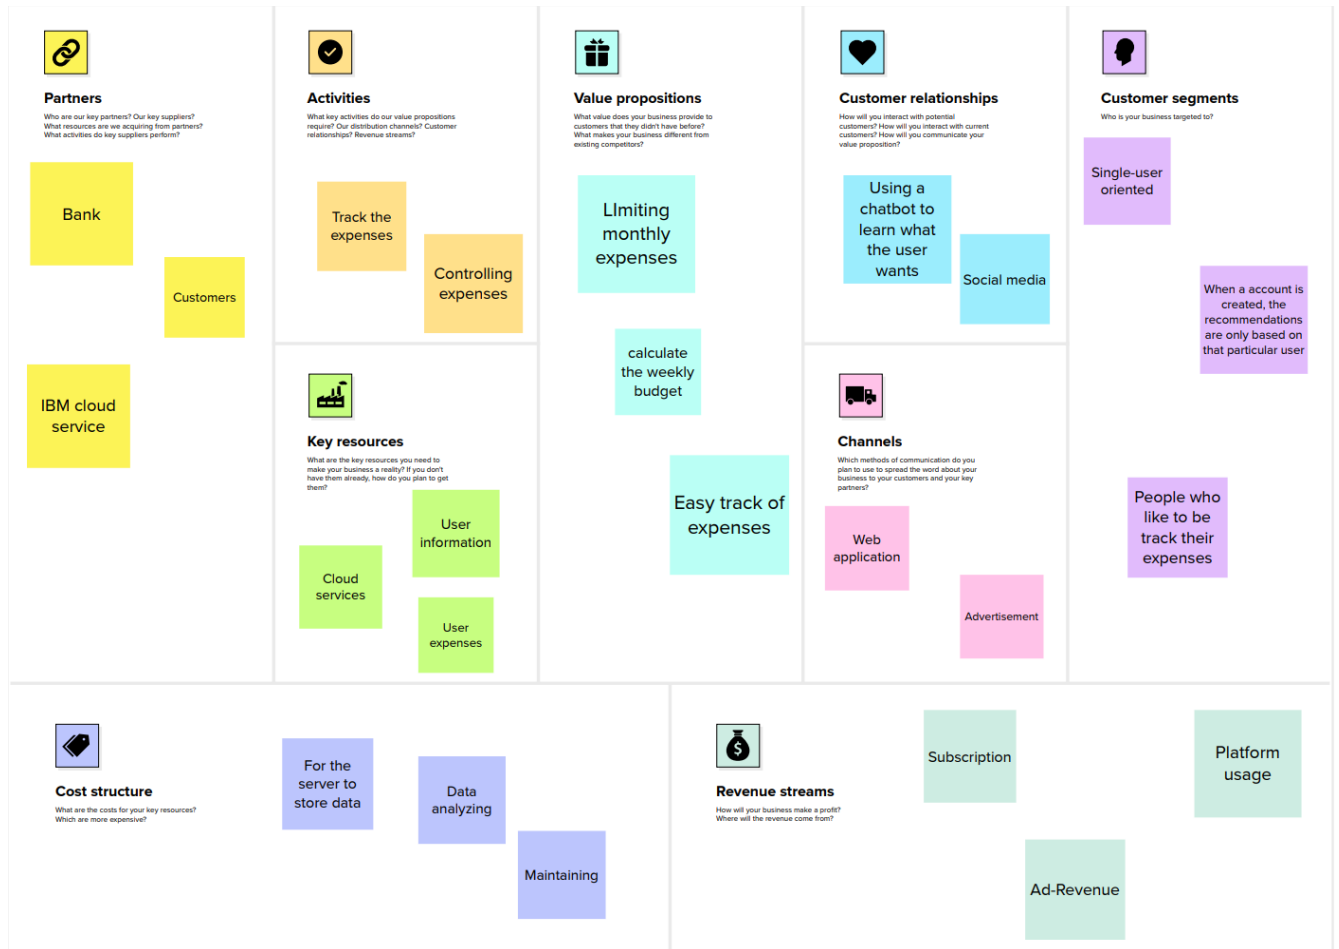 Partners
Who are our key partners? Our key suppliers?
What resources are we acquiring from partners?
What activities do key suppliers perform?
Bank
Customers
IBM cloud
service
Activities
What key activities do our value propositions
require? Our distribution channels? Customer
relationships? Revenue streams?
Track the
expenses
Controlling
expenses
Key resources
What are the key resources you need to
make your business a reality? If you don't
have them already, how do you plan to get
them?
User
information
Cloud
services
User
expenses
Value propositions
What value does your business provide to
customers that they didn't have before?
What makes your business different from
existing competitors?
LImiting
monthly
expenses
calculate
the weekly
budget
Easy track of
expenses
Customer relationships
How will you interact with potential
customers? How will you interact with current
customers? How will you communicate your
value proposition?
Using a
chatbot to
learn what
the user
wants
Social media
Channels
Which methods of communication do you
plan to use to spread the word about your
business to your customers and your key
partners?
Web
application
Advertisement
Customer segments
Who is your business targeted to?
Single-user
oriented
When a account is
created, the
recommendations
are only based on
that particular user
People who
like to be
track their
expenses
Cost structure
What are the costs for your key resources?
Which are more expensive?
For the
server to
store data
Data
analyzing
Maintaining
Revenue streams
How will your business make a profit?
Where will the revenue come from?
Subscription
Ad-Revenue
Platform
usage